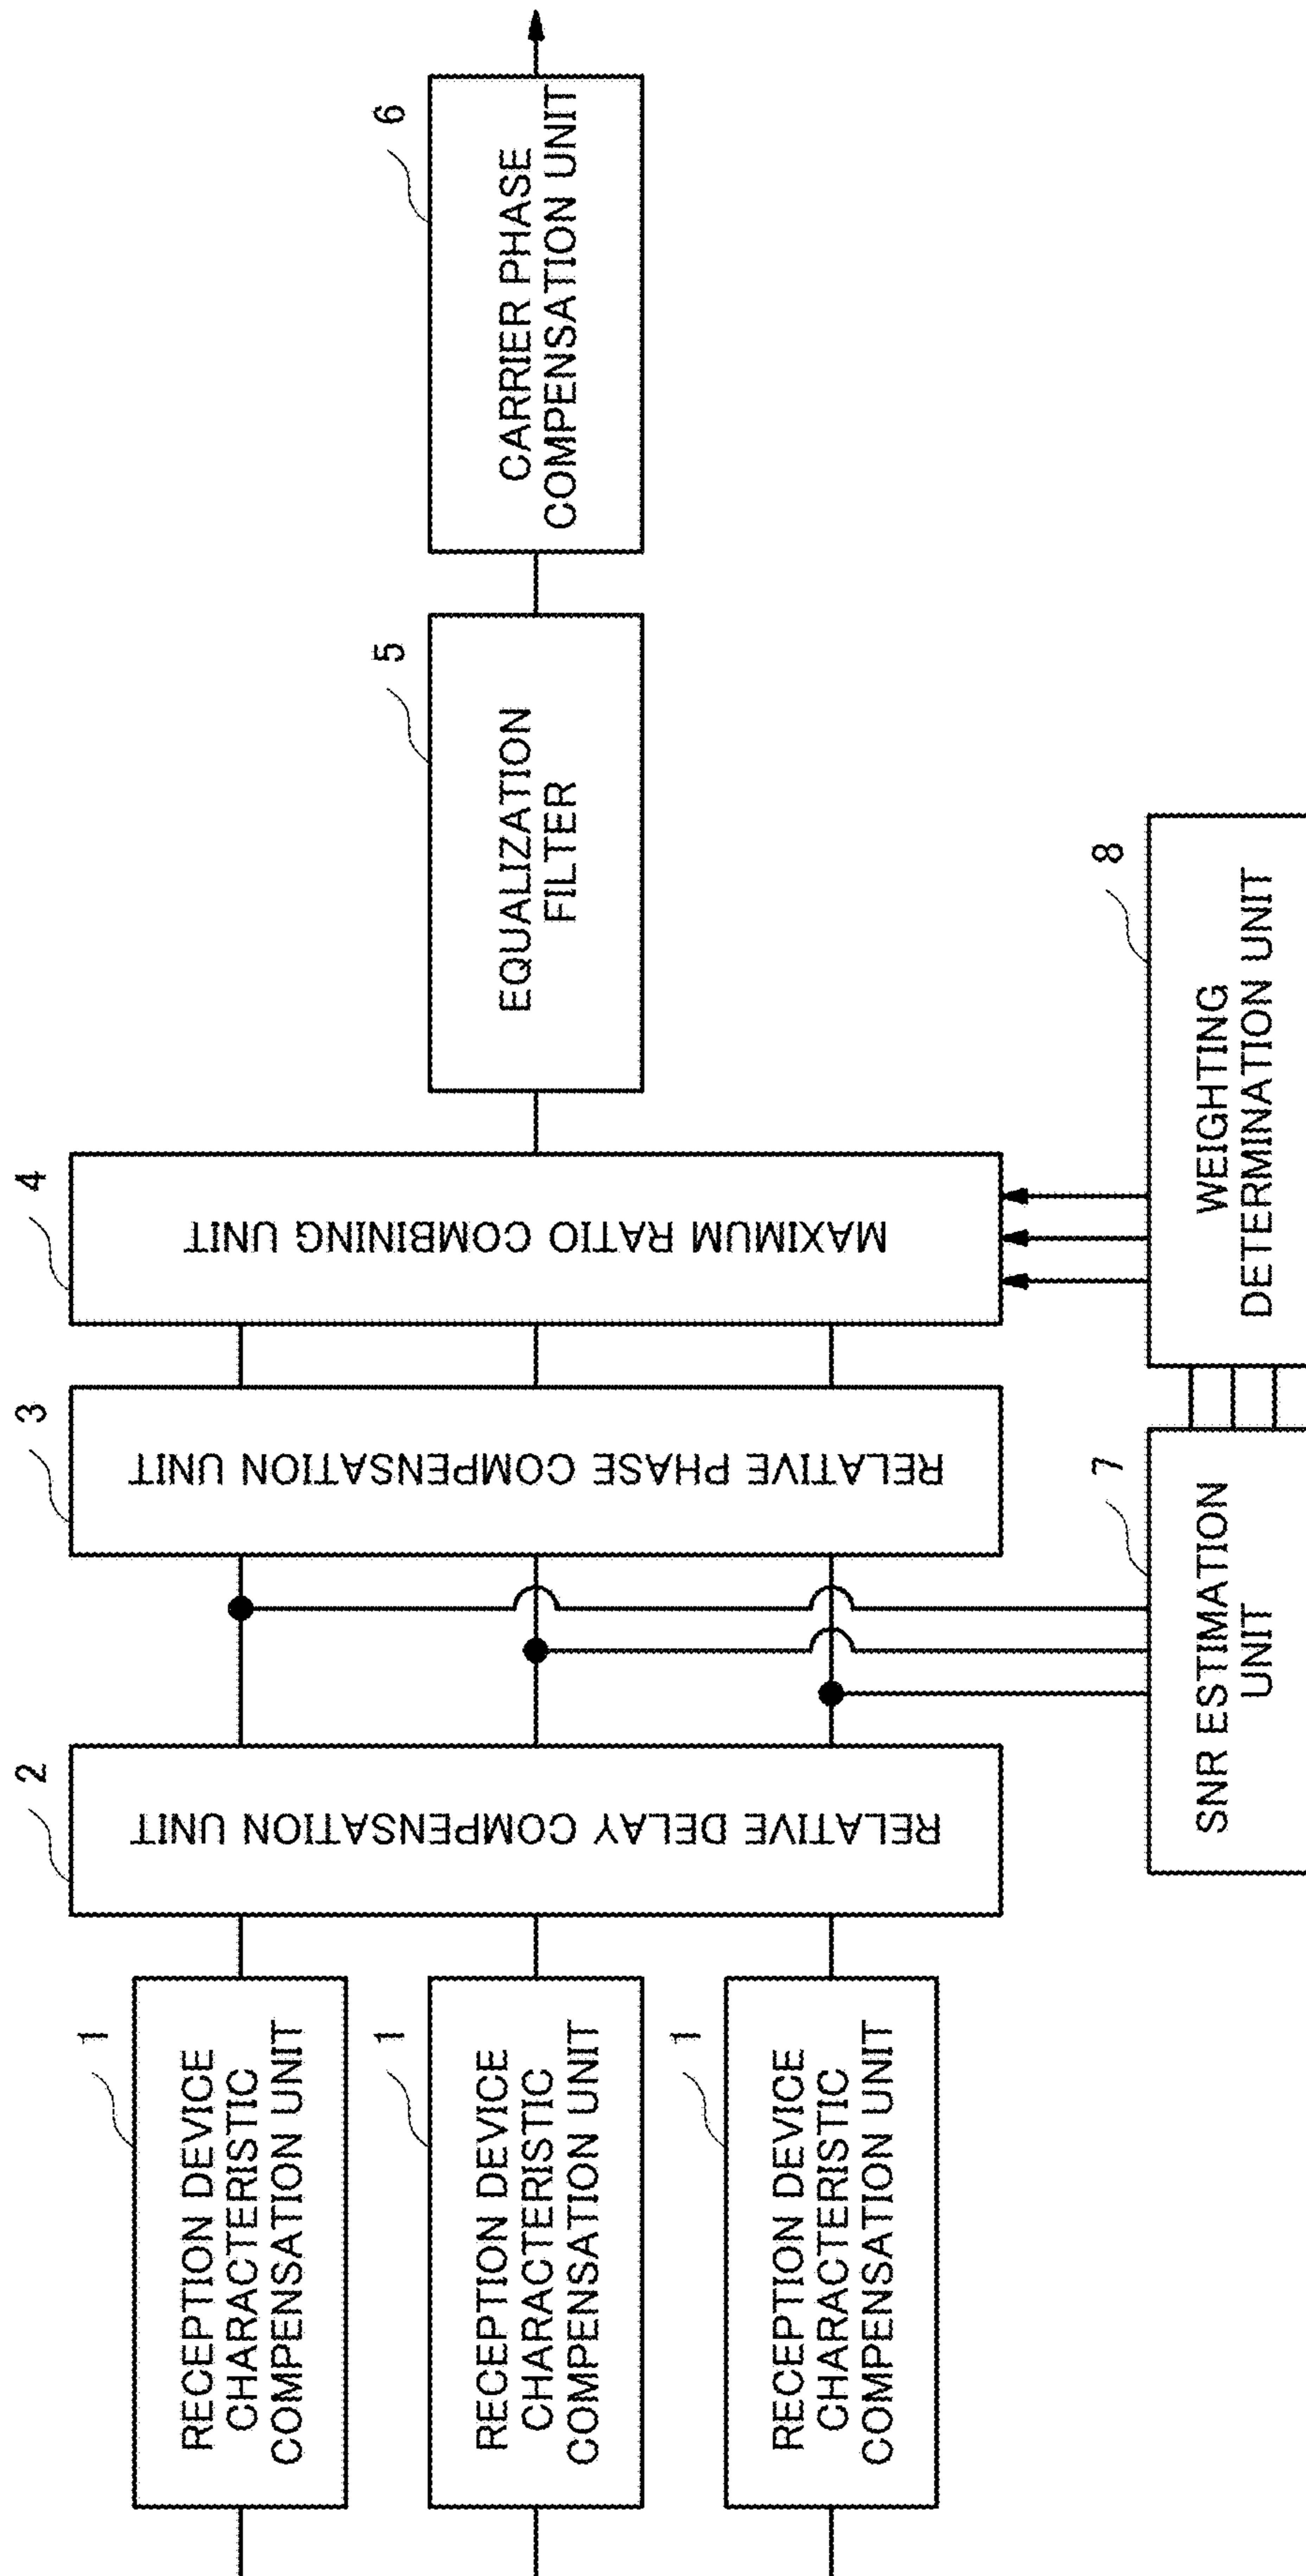 1
RECEPTION DEVICE
CHARACTERISTIC
COMPENSATION UNIT
1
RECEPTION DEVICE
CHARACTERISTIC
COMPENSATION UNIT
1
RECEPTION DEVICE
CHARACTERISTIC
COMPENSATION UNIT
2
RELATIVE DELAY COMPENSATION UNIT
3
RELATIVE PHASE COMPENSATION UNIT
4
MAXIMUM RATIO COMBINING UNIT
5
EQUALIZATION
FILTER
6
CARRIER PHASE
COMPENSATION UNIT
7
SNR ESTIMATION
UNIT
8
WEIGHTING
DETERMINATION UNIT